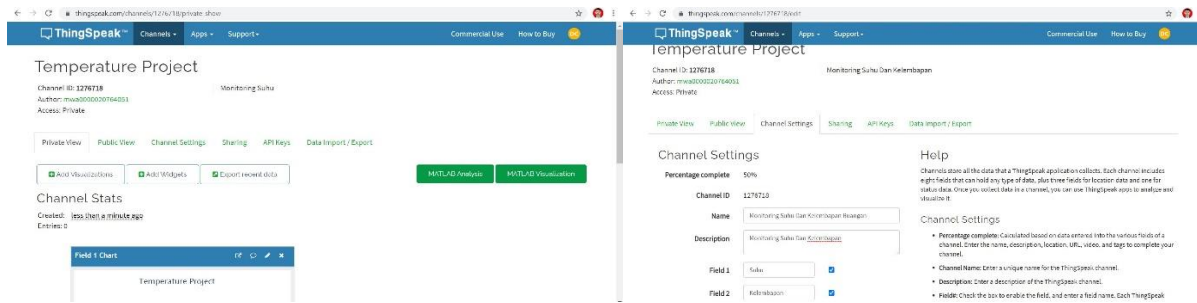 thingspeak.com/channels/1276718/private-show
ThingSpeak™ Channels Apps Support Commercial Use How to Buy DC
Temperature Project
Channel ID: 1276718 Monitoring Suhu
Author: mwa0000020764051
Access: Private
Private View Public View Channel Settings Sharing API Keys Data Import / Export
Add Visualizations Add Widgets Export recent data MATLAB Analysis MATLAB Visualization
Channel Stats
Created: less than a minute ago
Entries: 0
Field 1 Chart
Temperature Project
thingspeak.com/channels/1276718/edit
ThingSpeak™ Channels Apps Support Commercial Use How to Buy DC
Temperature Project
Channel ID: 1276718 Monitoring Suhu Dan Kelembapan
Author: mwa0000020764051
Access: Private
Private View Public View Channel Settings Sharing API Keys Data Import / Export
Channel Settings
Percentage complete 50%
Channel ID 1276718
Name Monitoring Suhu Dan Kelembapan Ruangan
Description Monitoring Suhu Dan Kelembapan
Field 1 Suhu
Field 2 Kelembapan
Help
Channels store all the data that a ThingSpeak application collects. Each channel includes
eight fields that can hold any type of data, plus three fields for location data and one for
status data. Once you collect data in a channel, you can use ThingSpeak apps to analyze and
visualize it.
Channel Settings
• Percentage complete: Calculated based on data entered into the various fields of a
channel. Enter the name, description, location, URL, video, and tags to complete your
channel.
• Channel Name: Enter a unique name for the ThingSpeak channel.
• Description: Enter a description of the ThingSpeak channel.
• Field#: Check the box to enable the field, and enter a field name. Each ThingSpeak